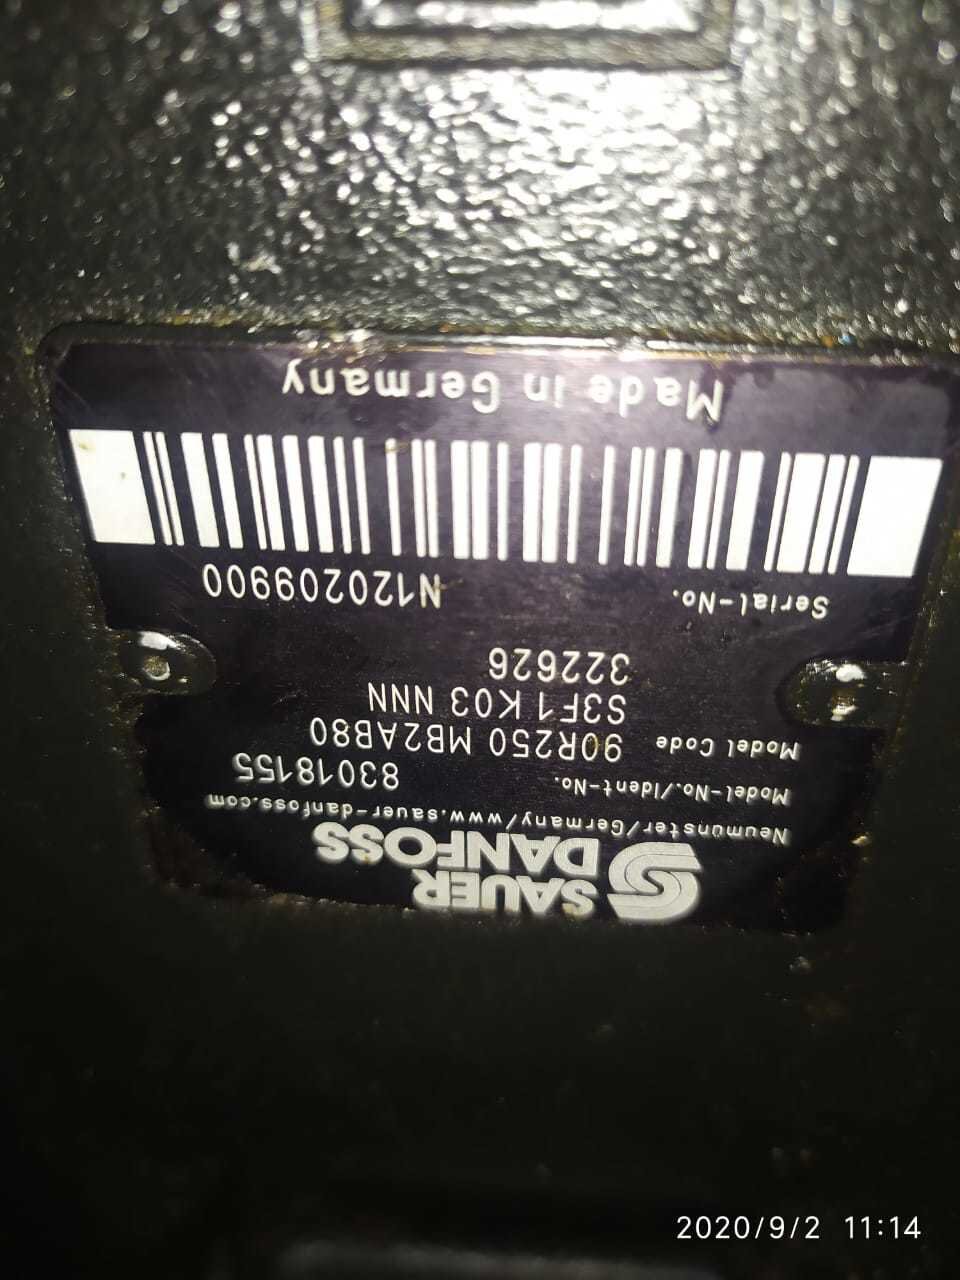 SAUER
DANFOSS
Neumünster/Germany/www.sauer-danfoss.com
Model-No./Ident-No. 83018155
Model Code 90R250 MB2AB80
S3F1 K03 NNN
322626
Serial-No. N120209900
Made in Germany
2020/9/2 11:14